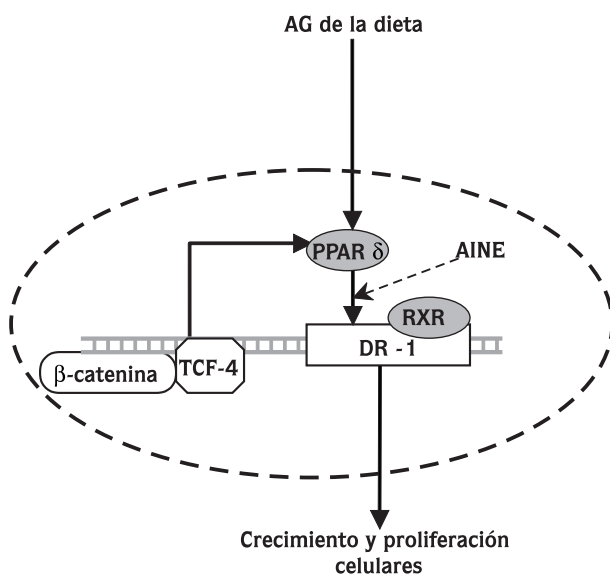 AG de la dieta
PPAR δ
AINE
RXR
DR - 1
TCF-4
β-catenina
Crecimiento y proliferación
celulares